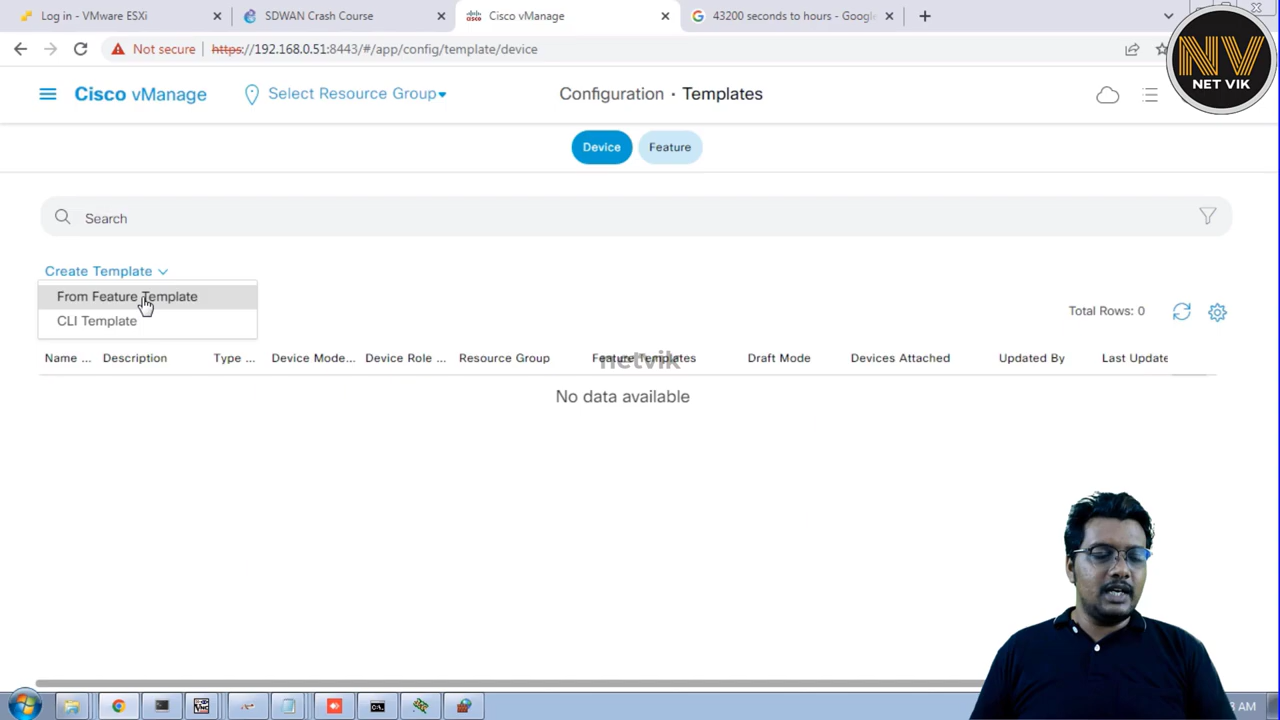 Log in - VMware ESXi
SDWAN Crash Course
Cisco vManage
43200 seconds to hours - Google
Not secure
https://192.168.0.51:8443/#/app/config/template/device
NV
NET VIK
Cisco vManage
Select Resource Group
Configuration · Templates
Device
Feature
Search
Create Template
From Feature Template
CLI Template
Total Rows: 0
Name ...
Description
Type ...
Device Mode...
Device Role ...
Resource Group
Feature Templates
Draft Mode
Devices Attached
Updated By
Last Update
netvik
No data available
AM